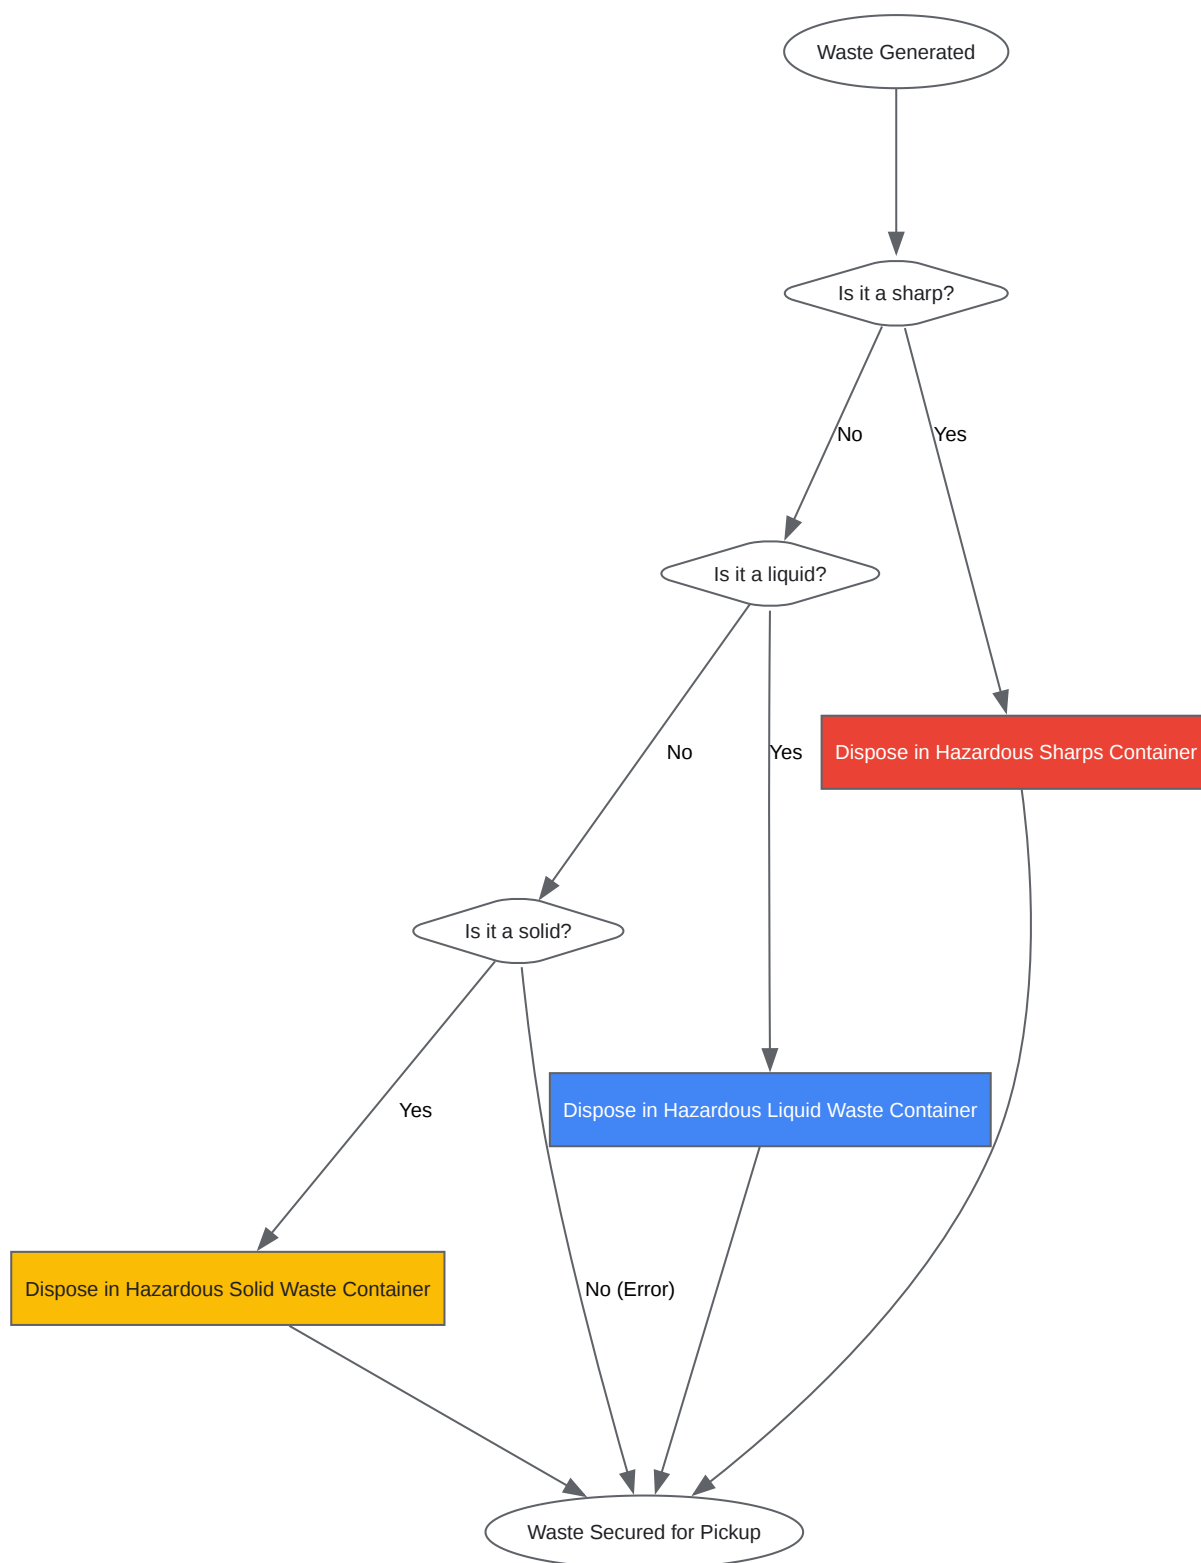 Waste Generated
Is it a sharp?
No
Yes
Is it a liquid?
No
Yes
Dispose in Hazardous Sharps Container
Is it a solid?
Yes
Dispose in Hazardous Liquid Waste Container
Dispose in Hazardous Solid Waste Container
No (Error)
Waste Secured for Pickup